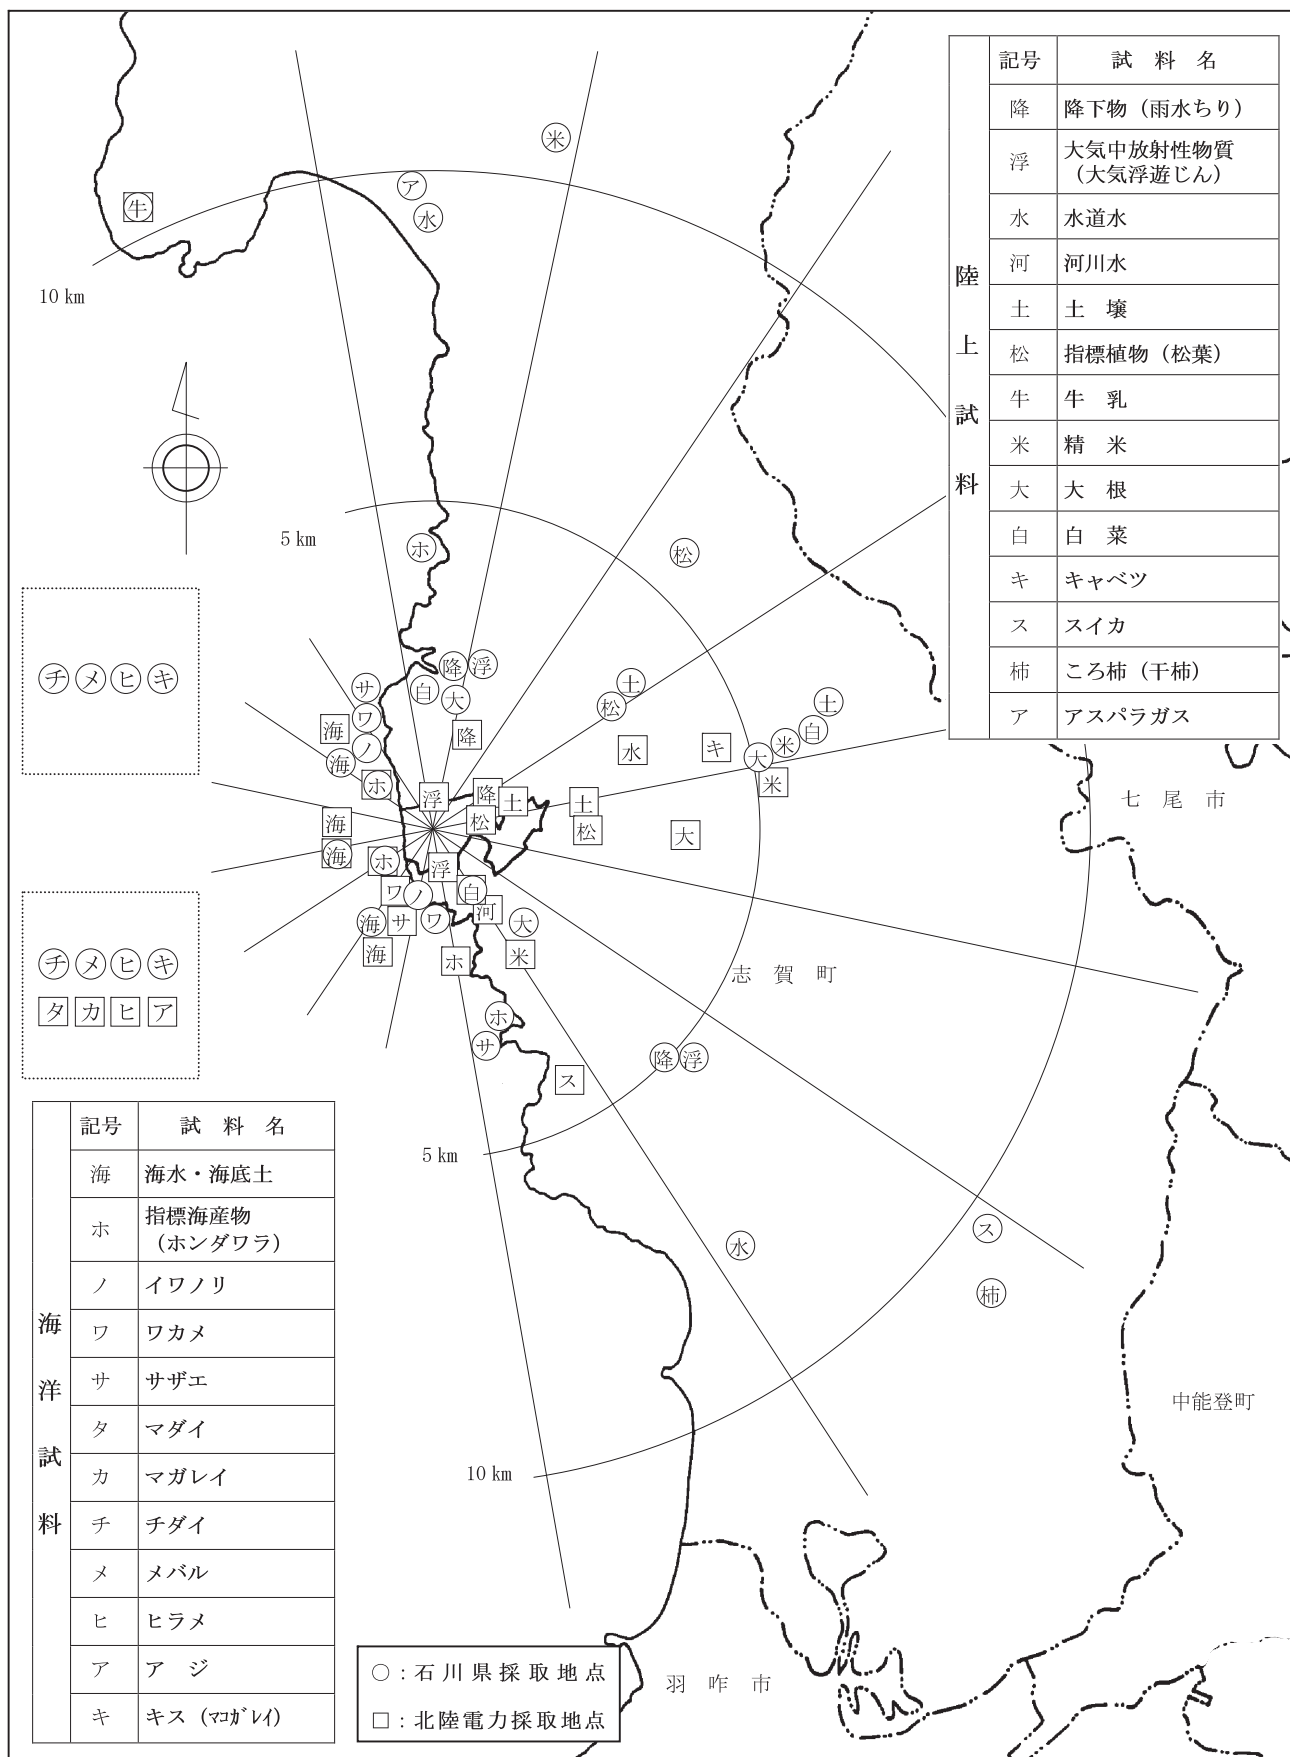 記号 試料名
陸上試料
降 降下物（雨水ちり）
浮 大気中放射性物質
（大気浮遊じん）
水 水道水
河 河川水
土 土壌
松 指標植物（松葉）
牛 牛乳
米 精米
大 大根
白 白菜
キ キャベツ
ス スイカ
柿 ころ柿（干柿）
ア アスパラガス
米
ア
水
牛
10 km
5 km
ホ
松
チ メ ヒ キ
降 浮
サ 白 大
土
松
ワ
海
ノ
海
降
水 キ
土
白
米
大
米
ホ
浮 降 土 土
海 松 松 大
七尾市
海
ホ 浮
ワ ノ 白
河
海 サ ワ 大
海 ホ 米
志賀町
チ メ ヒ キ
タ カ ヒ ア
ホ
サ
降 浮
ス
5 km
水
ス
柿
10 km
中能登町
羽咋市
記号 試料名
海洋試料
海 海水・海底土
ホ 指標海産物
（ホンダワラ）
ノ イワノリ
ワ ワカメ
サ サザエ
タ マダイ
カ マガレイ
チ チダイ
メ メバル
ヒ ヒラメ
ア アジ
キ キス（マコガレイ）
○：石川県採取地点
□：北陸電力採取地点